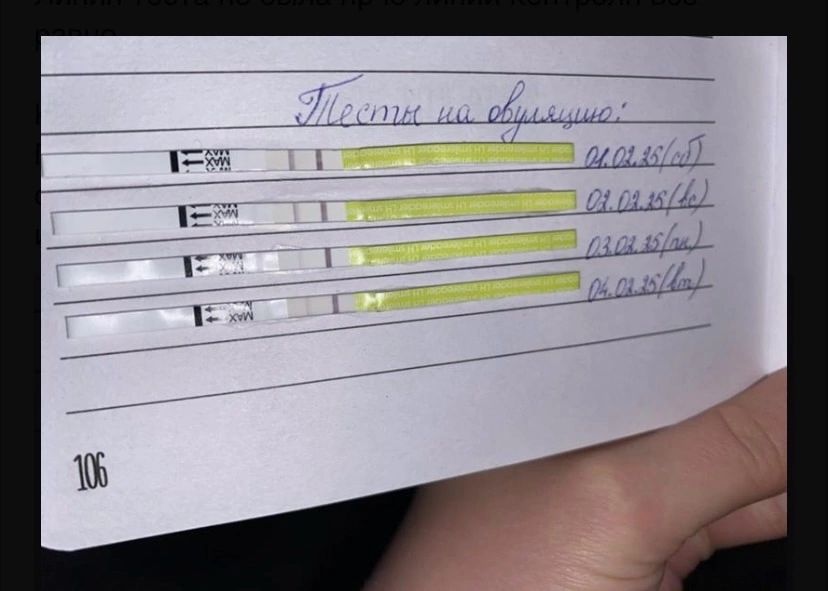 Тесты на овуляцию:
MAX
01.02.25(сб)
MAX
02.02.25(вс)
MAX
03.02.25(пн)
MAX
04.02.25(вт)
106